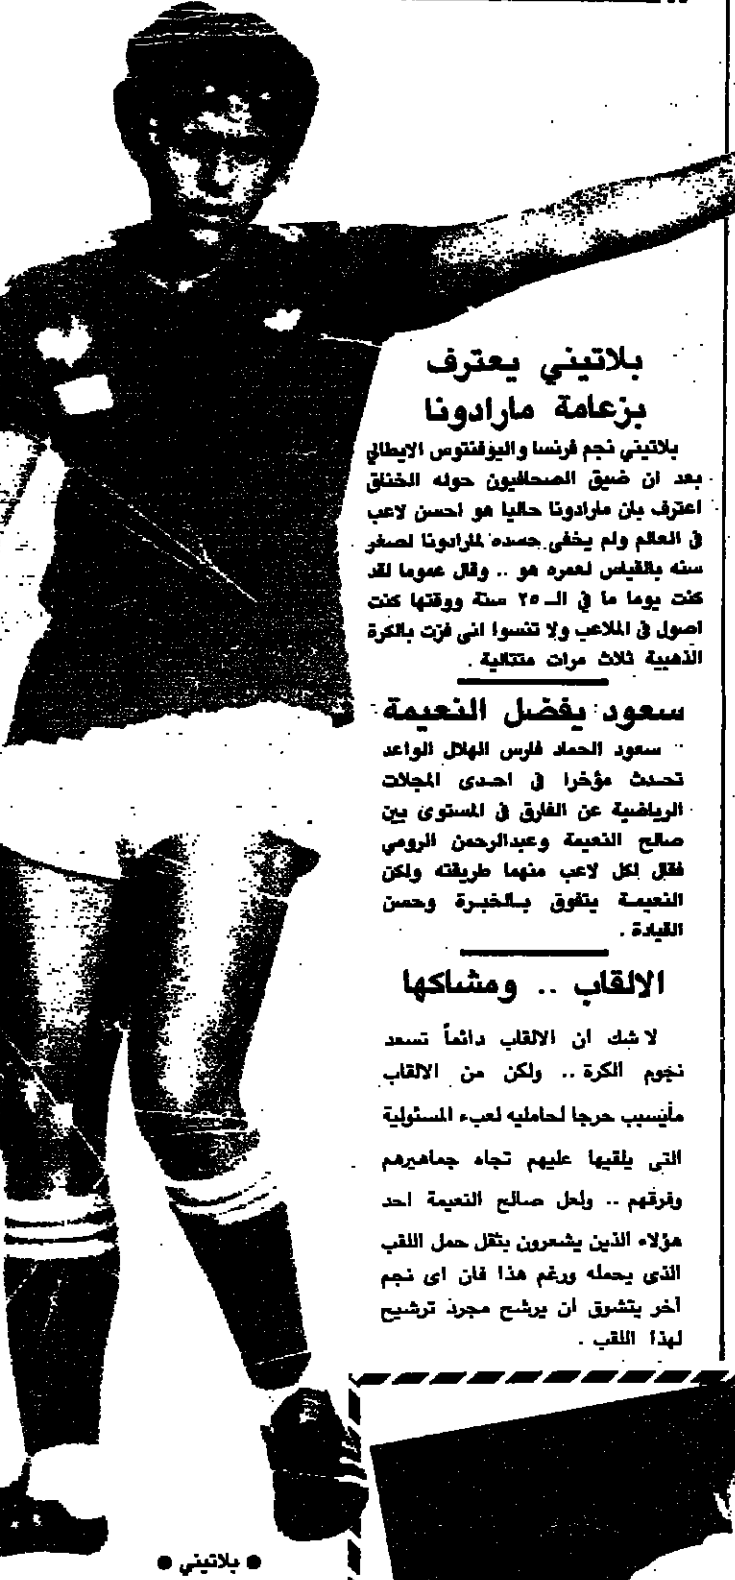 بلاتيني يعترف
بزعامة مارادونا
بلاتيني نجم فرنسا واليوفنتوس الايطالي
بعد ان ضيق الصحافيون حوله الخناق
اعترف بان مارادونا حاليا هو احسن لاعب
في العالم ولم يخفى حسده لمارادونا لصغر
سنه بالقياس لعمره هو .. وقال عموما لقد
كنت يوما ما في الـ ٢٥ سنة ووقتها كنت
اصول في الملاعب ولا تنسوا انى فزت بالكرة
الذهبية ثلاث مرات متتالية .
سعود يفضل النعيمة
سعود الحماد فارس الهلال الواعد
تحدث مؤخرا في احدى المجلات
الرياضية عن الفارق في المستوى بين
صالح النعيمة وعبدالرحمن الرومي
فقال لكل لاعب منهما طريقته ولكن
النعيمة يتفوق بالخبرة وحسن
القيادة .
الالقاب .. ومشاكها
لا شك ان الالقاب دائماً تسعد
نجوم الكرة .. ولكن من الالقاب
مايسبب حرجا لحامليه لعبء المسئولية
التى يلقيها عليهم تجاه جماهيرهم
وفرقهم .. ولعل صالح النعيمة احد
هؤلاء الذين يشعرون بثقل حمل اللقب
الذى يحمله ورغم هذا فان اى نجم
آخر يتشوق ان يرشح مجرد ترشيح
لهذا اللقب .
● بلاتيني ●